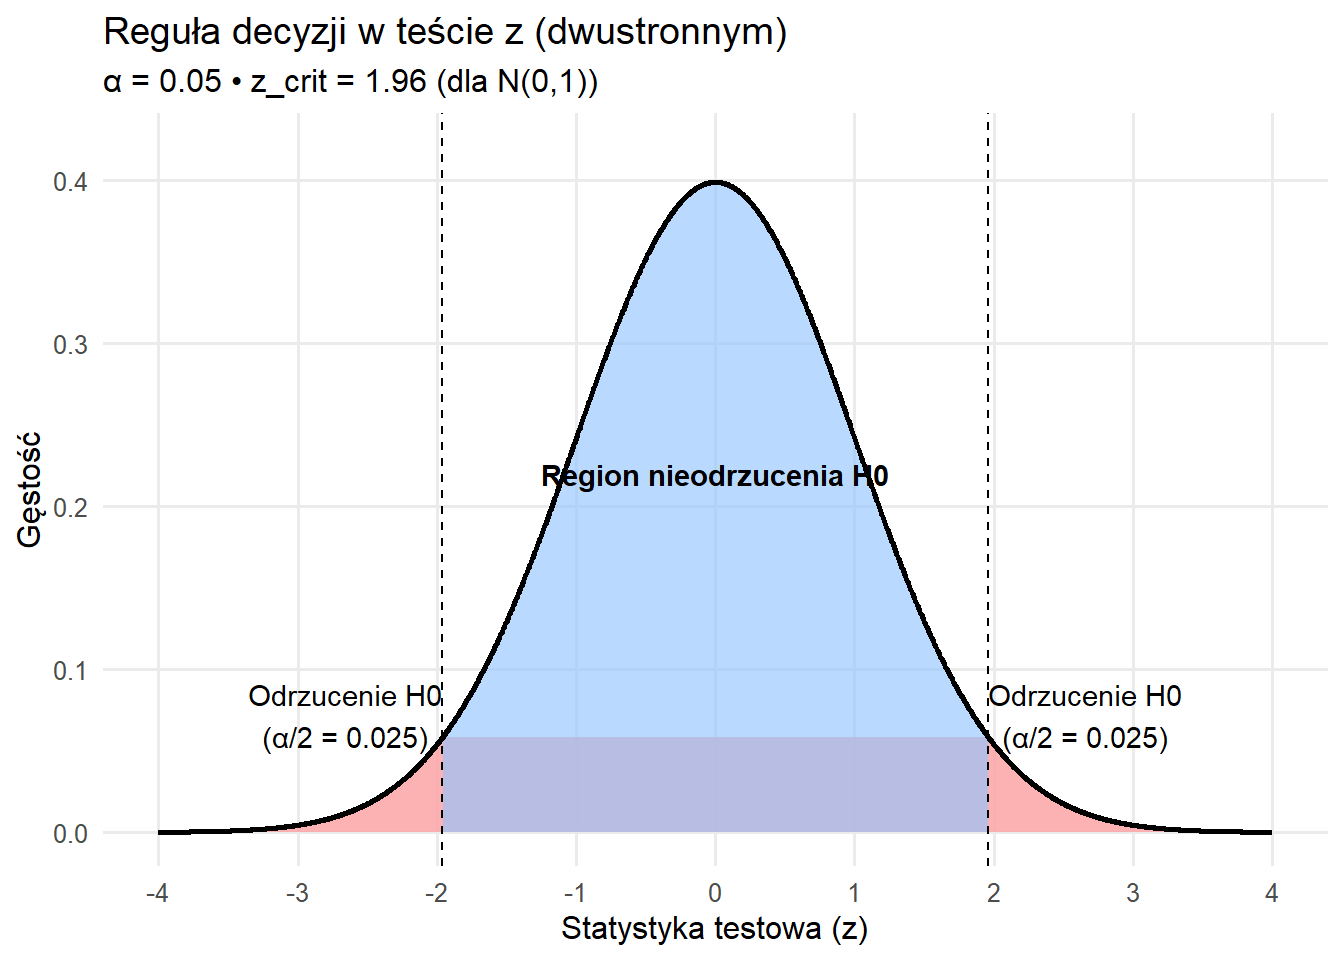 Reguła decyzji w teście z (dwustronnym)
α = 0.05 • z_crit = 1.96 (dla N(0,1))
Gęstość
0.4
0.3
0.2
0.1
0.0
Region nieodrzucenia H0
Odrzucenie H0
(α/2 = 0.025)
Odrzucenie H0
(α/2 = 0.025)
-4 -3 -2 -1 0 1 2 3 4
Statystyka testowa (z)